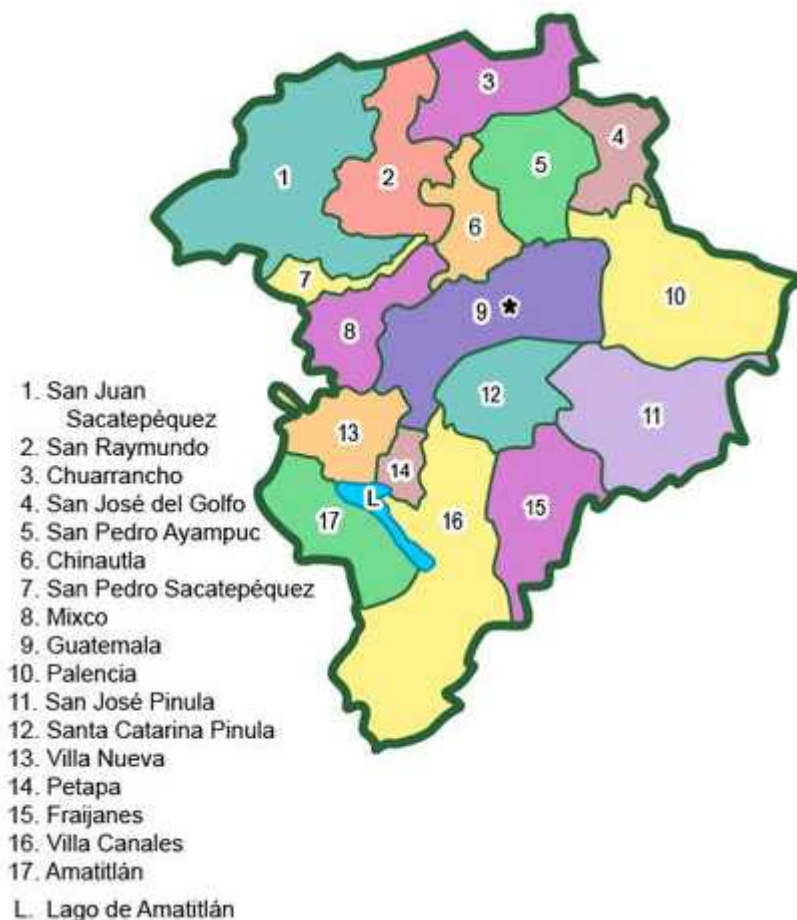 3
4
5
1
2
6
7
10
9 *
8
12
11
13
14
L
15
17
16
1. San Juan
Sacatepéquez
2. San Raymundo
3. Chuarrancho
4. San José del Golfo
5. San Pedro Ayampuc
6. Chinautla
7. San Pedro Sacatepéquez
8. Mixco
9. Guatemala
10. Palencia
11. San José Pinula
12. Santa Catarina Pinula
13. Villa Nueva
14. Petapa
15. Fraijanes
16. Villa Canales
17. Amatitlán
L. Lago de Amatitlán